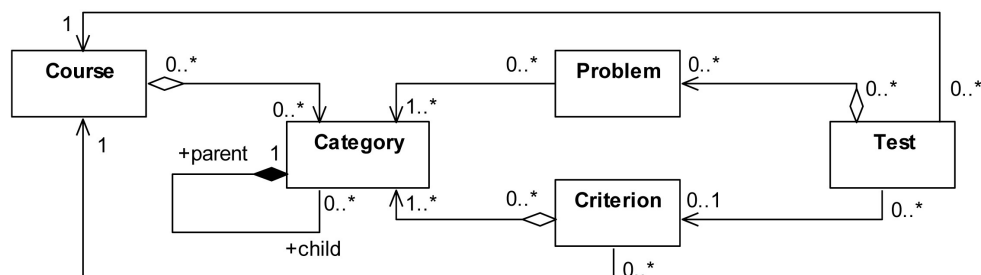 1
Course
0..*
0..*
Problem
0..*
0..*
0..*
0..*
1..*
1
+parent
1
Category
Test
0..*
1..*
0..*
Criterion
0..1
0..*
+child
0..*